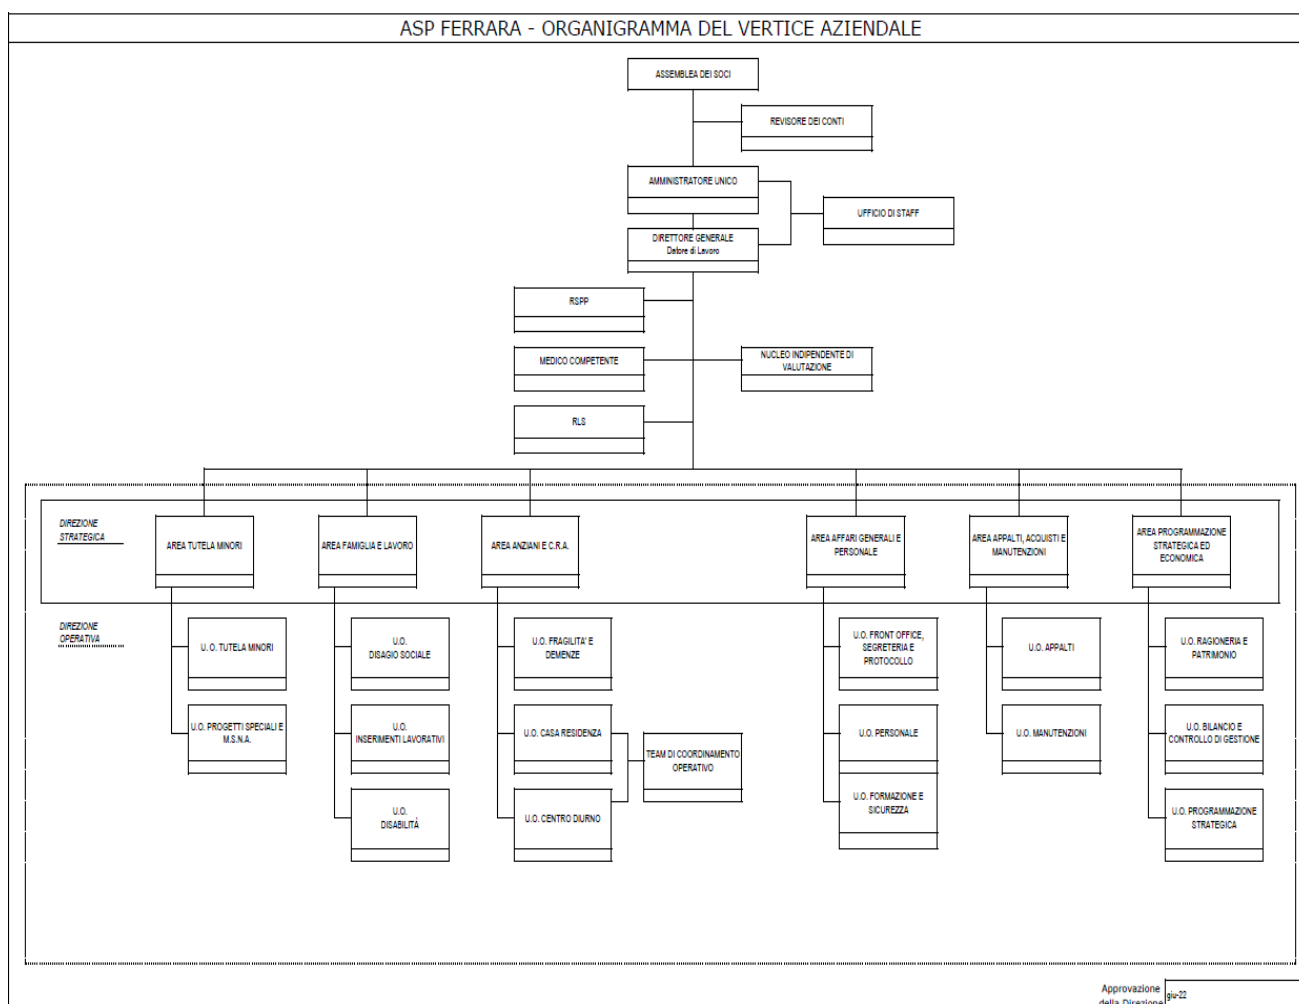 ASP FERRARA - ORGANIGRAMMA DEL VERTICE AZIENDALE
ASSEMBLEA DEI SOCI
REVISORE DEI CONTI
AMMINISTRATORE UNICO
UFFICIO DI STAFF
DIRETTORE GENERALE
Datore di Lavoro
RSPP
MEDICO COMPETENTE
NUCLEO INDIPENDENTE DI
VALUTAZIONE
RLS
DIREZIONE
STRATEGICA
AREA TUTELA MINORI
AREA FAMIGLIA E LAVORO
AREA ANZIANI E C.R.A.
AREA AFFARI GENERALI E
PERSONALE
AREA APPALTI, ACQUISTI E
MANUTENZIONI
AREA PROGRAMMAZIONE
STRATEGICA ED
ECONOMICA
DIREZIONE
OPERATIVA
U.O. TUTELA MINORI
U.O.
DISAGIO SOCIALE
U.O. FRAGILITA' E
DEMENZE
U.O. FRONT OFFICE,
SEGRETERIA E
PROTOCOLLO
U.O. APPALTI
U.O. RAGIONERIA E
PATRIMONIO
U.O. PROGETTI SPECIALI E
M.S.N.A.
U.O.
INSERIMENTI LAVORATIVI
U.O. CASA RESIDENZA
TEAM DI COORDINAMENTO
OPERATIVO
U.O. PERSONALE
U.O. MANUTENZIONI
U.O. BILANCIO E
CONTROLLO DI GESTIONE
U.O.
DISABILITÀ
U.O. CENTRO DIURNO
U.O. FORMAZIONE E
SICUREZZA
U.O. PROGRAMMAZIONE
STRATEGICA
Approvazione
della Direzione
giu-22